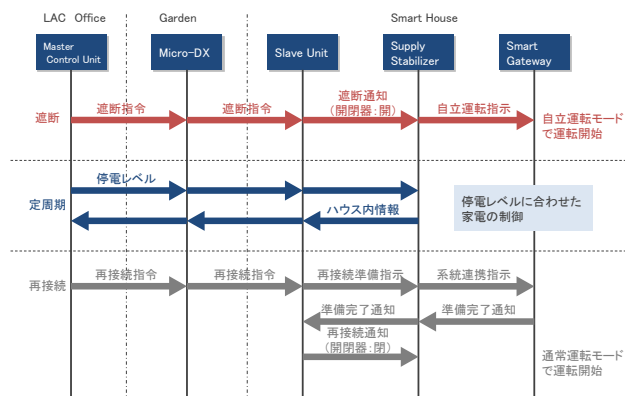 LAC Office
Garden
Smart House
Master
Control Unit
Micro-DX
Slave Unit
Supply
Stabilizer
Smart
Gateway
遮断
遮断指令
遮断指令
遮断通知
(開閉器:開)
自立運転指示
自立運転モード
で運転開始
定周期
停電レベル
ハウス内情報
停電レベルに合わせた
家電の制御
再接続
再接続指令
再接続指令
再接続準備指示
系統連携指示
準備完了通知
準備完了通知
再接続通知
(開閉器:閉)
通常運転モード
で運転開始